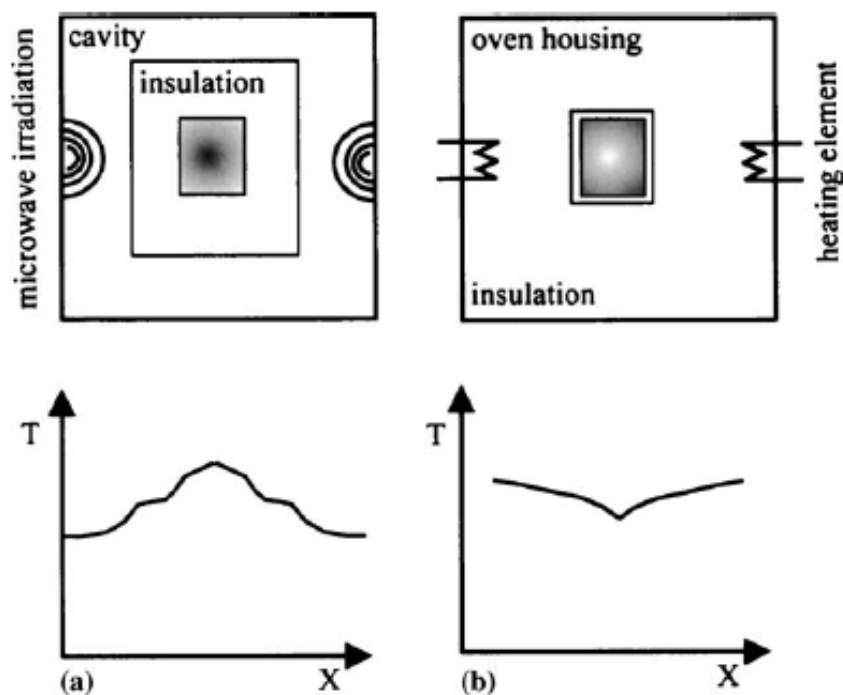 cavity
insulation
microwave irradiation
oven housing
insulation
heating element
T
X
(a)
T
X
(b)